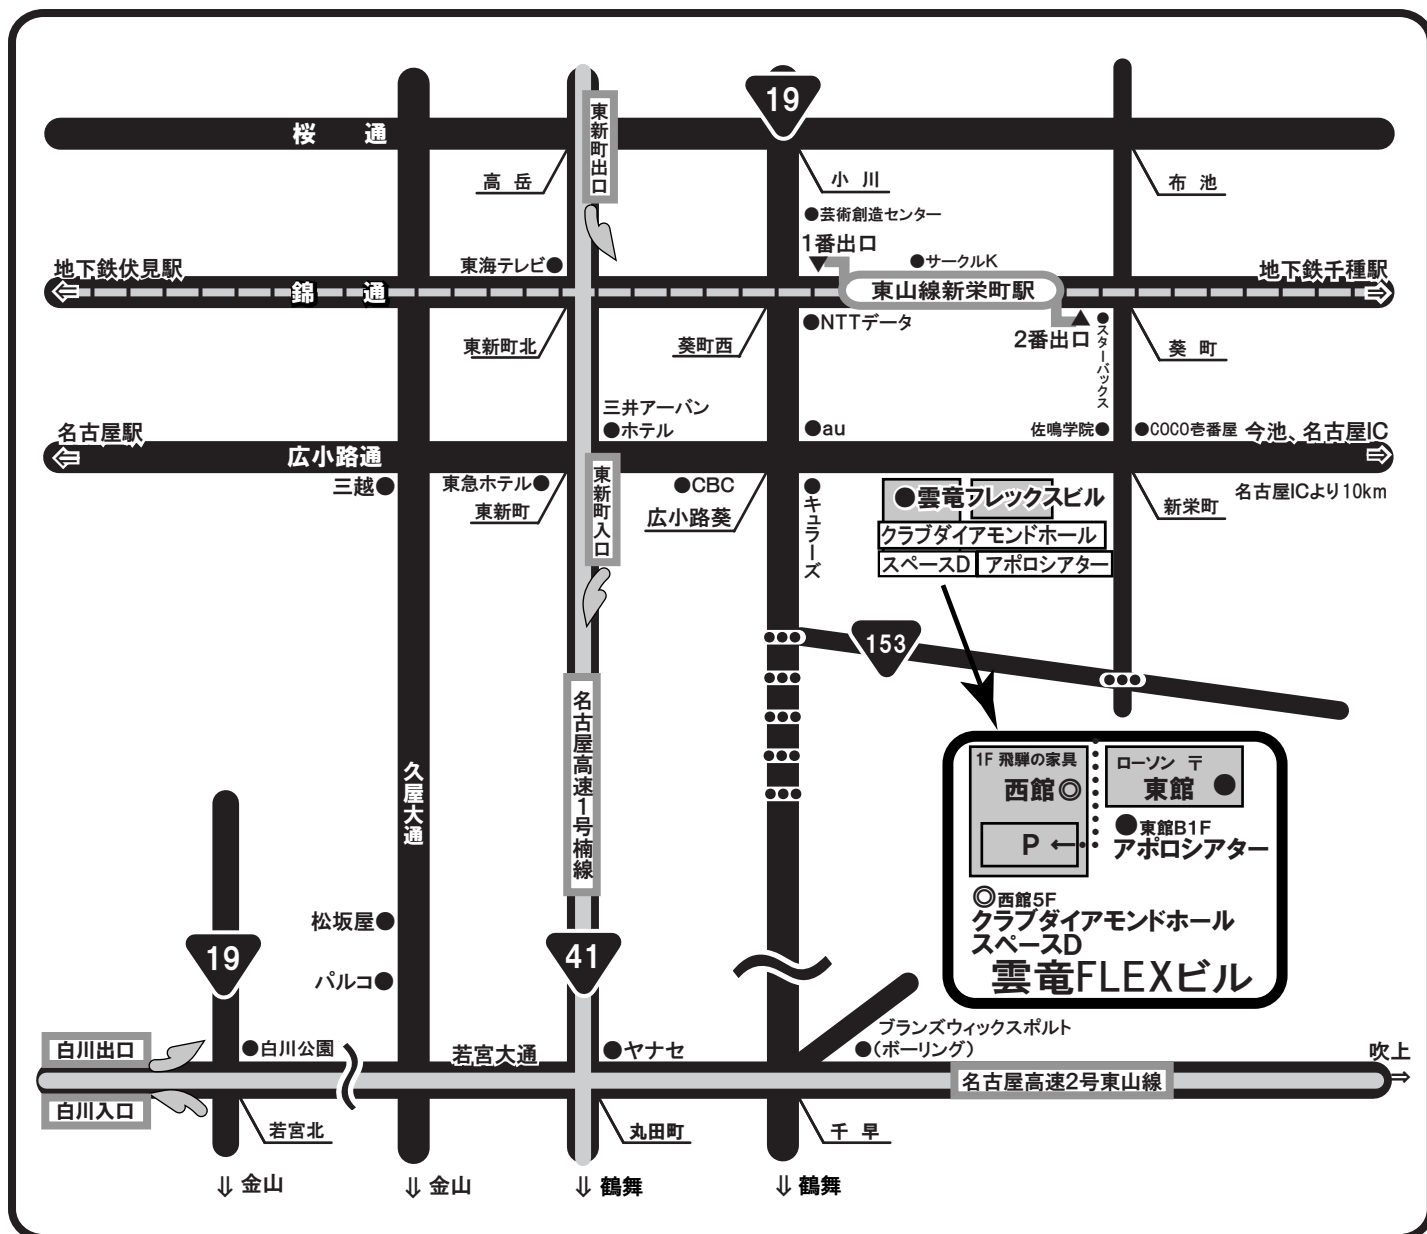 19
桜 通
東新町出口
高 岳
小 川
布 池
●芸術創造センター
1番出口
●サークルK
東海テレビ●
地下鉄伏見駅
地下鉄千種駅
⇦
錦 通
東山線新栄町駅
⇨
●NTTデータ
2番出口
●スターバックス
東新町北
葵町西
葵 町
三井アーバン
●ホテル
●au
佐鳴学院●
●COCO壱番屋
今池、名古屋IC
名古屋駅
⇦
広小路通
⇨
三越●
東急ホテル●
東新町
東新町入口
●CBC
広小路葵
●キュラーズ
●雲竜フレックスビル
クラブダイアモンドホール
スペースD
アポロシアター
新栄町
名古屋ICより10km
153
名古屋高速1号楠線
久屋大通
1F 飛騨の家具
西館◎
P ←
ローソン 〒
東館 ●
●東館B1F
アポロシアター
◎西館5F
クラブダイアモンドホール
スペースD
雲竜FLEXビル
松坂屋●
パルコ●
19
41
白川出口
●白川公園
若宮大通
●ヤナセ
ブランズウィックスポルト
●(ボーリング)
吹上
⇒
名古屋高速2号東山線
白川入口
若宮北
丸田町
千 早
⇓ 金山
⇓ 金山
⇓ 鶴舞
⇓ 鶴舞